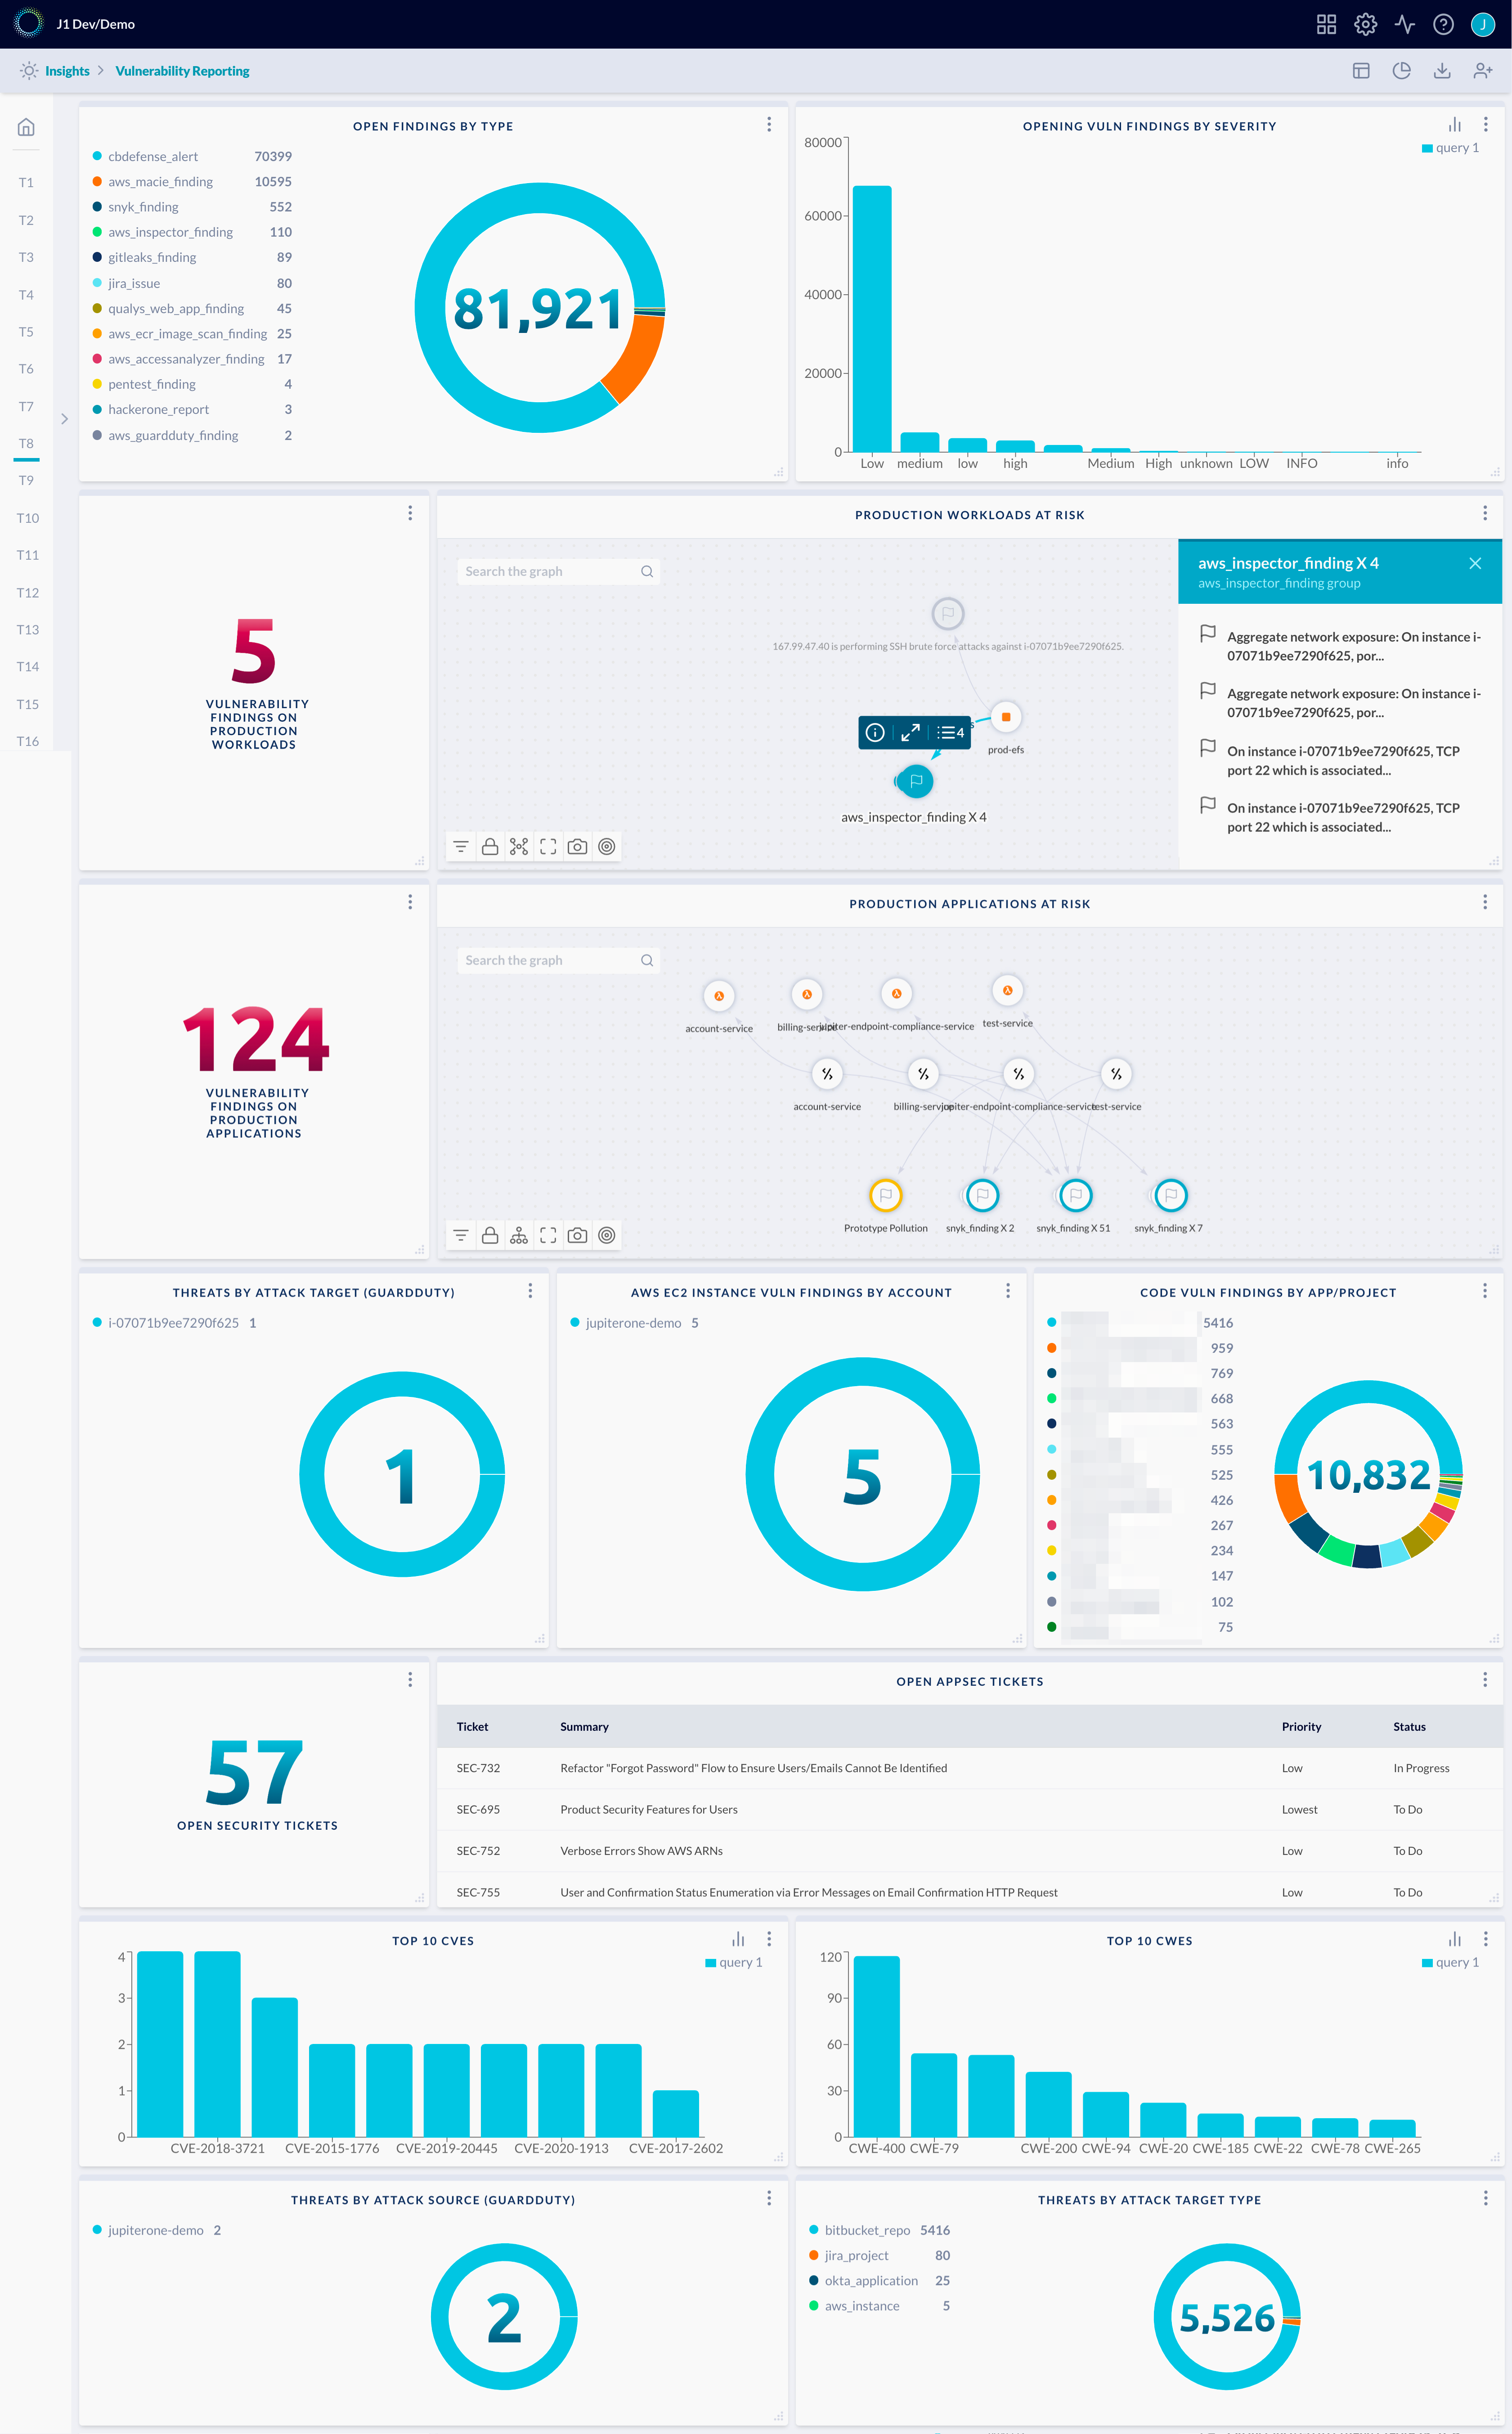 J1 Dev/Demo
J
Insights > Vulnerability Reporting
T1
T2
T3
T4
T5
T6
T7
T8
T9
T10
T11
T12
T13
T14
T15
T16
OPEN FINDINGS BY TYPE
cbdefense_alert 70399
aws_macie_finding 10595
snyk_finding 552
aws_inspector_finding 110
gitleaks_finding 89
jira_issue 80
qualys_web_app_finding 45
aws_ecr_image_scan_finding 25
aws_accessanalyzer_finding 17
pentest_finding 4
hackerone_report 3
aws_guardduty_finding 2
81,921
OPENING VULN FINDINGS BY SEVERITY
query 1
80000
60000
40000
20000
0
Low medium low high Medium High unknown LOW INFO info
5
VULNERABILITY
FINDINGS ON
PRODUCTION
WORKLOADS
PRODUCTION WORKLOADS AT RISK
Search the graph
167.99.47.40 is performing SSH brute force attacks against i-07071b9ee7290f625.
4
prod-efs
aws_inspector_finding X 4
aws_inspector_finding X 4
aws_inspector_finding group
Aggregate network exposure: On instance i-
07071b9ee7290f625, por...
Aggregate network exposure: On instance i-
07071b9ee7290f625, por...
On instance i-07071b9ee7290f625, TCP
port 22 which is associated...
On instance i-07071b9ee7290f625, TCP
port 22 which is associated...
124
VULNERABILITY
FINDINGS ON
PRODUCTION
APPLICATIONS
PRODUCTION APPLICATIONS AT RISK
Search the graph
account-service billing-service jupiter-endpoint-compliance-service test-service
account-service billing-service jupiter-endpoint-compliance-service test-service
Prototype Pollution snyk_finding X 2 snyk_finding X 51 snyk_finding X 7
THREATS BY ATTACK TARGET (GUARDDUTY)
i-07071b9ee7290f625 1
1
AWS EC2 INSTANCE VULN FINDINGS BY ACCOUNT
jupiterone-demo 5
5
CODE VULN FINDINGS BY APP/PROJECT
5416
959
769
668
563
555
525
426
267
234
147
102
75
10,832
57
OPEN SECURITY TICKETS
OPEN APPSEC TICKETS
Ticket Summary Priority Status
SEC-732 Refactor "Forgot Password" Flow to Ensure Users/Emails Cannot Be Identified Low In Progress
SEC-695 Product Security Features for Users Lowest To Do
SEC-752 Verbose Errors Show AWS ARNs Low To Do
SEC-755 User and Confirmation Status Enumeration via Error Messages on Email Confirmation HTTP Request Low To Do
TOP 10 CVES
query 1
4
3
2
1
0
CVE-2018-3721 CVE-2015-1776 CVE-2019-20445 CVE-2020-1913 CVE-2017-2602
TOP 10 CWES
query 1
120
90
60
30
0
CWE-400 CWE-79 CWE-200 CWE-94 CWE-20 CWE-185 CWE-22 CWE-78 CWE-265
THREATS BY ATTACK SOURCE (GUARDDUTY)
jupiterone-demo 2
2
THREATS BY ATTACK TARGET TYPE
bitbucket_repo 5416
jira_project 80
okta_application 25
aws_instance 5
5,526